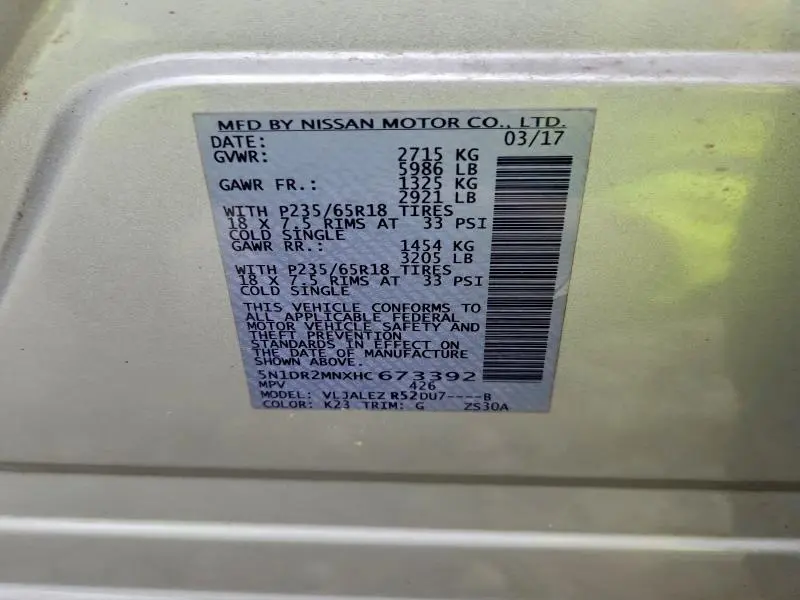 MFD BY NISSAN MOTOR CO., LTD.
DATE: 03/17
GVWR: 2715 KG
5986 LB
GAWR FR.: 1325 KG
2921 LB
WITH P235/65R18 TIRES
18 X 7.5 RIMS AT 33 PSI
COLD SINGLE
GAWR RR.: 1454 KG
3205 LB
WITH P235/65R18 TIRES
18 X 7.5 RIMS AT 33 PSI
COLD SINGLE
THIS VEHICLE CONFORMS TO
ALL APPLICABLE FEDERAL
MOTOR VEHICLE SAFETY AND
THEFT PREVENTION
STANDARDS IN EFFECT ON
THE DATE OF MANUFACTURE
SHOWN ABOVE.
5N1DR2MNXHC673392
MPV 426
MODEL: VLJALEZ R52DU7----B
COLOR: K23 TRIM: G ZS30A